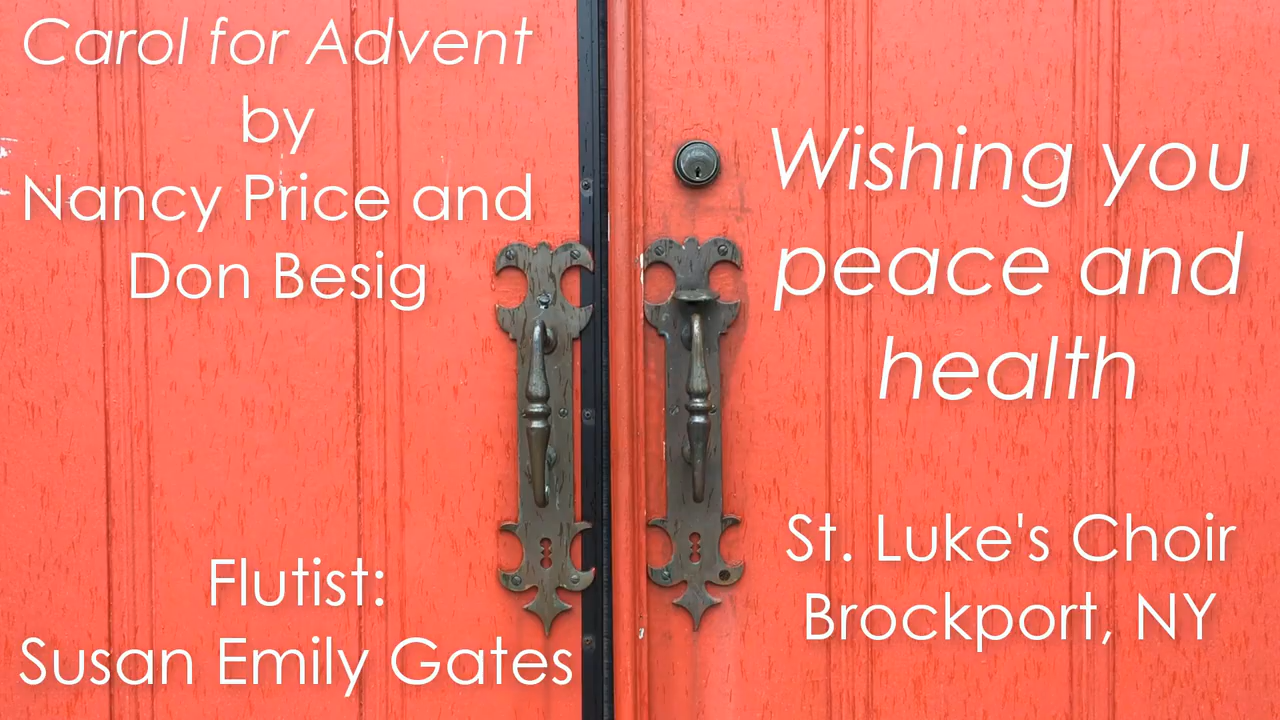 Carol for Advent
by
Nancy Price and
Don Besig
Flutist:
Susan Emily Gates
Wishing you
peace and
health
St. Luke's Choir
Brockport, NY